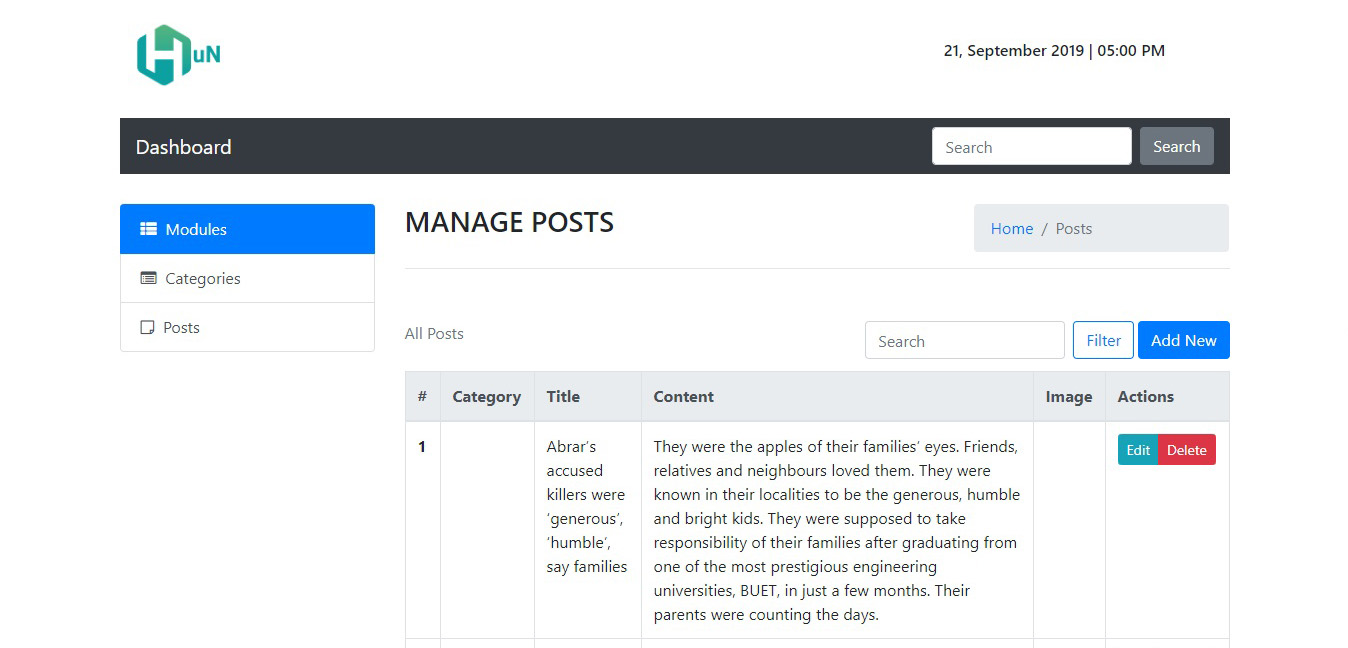 HuN
21, September 2019 | 05:00 PM
Dashboard
Search
Search
Modules
Categories
Posts
MANAGE POSTS
Home / Posts
All Posts
Search
Filter
Add New
# Category Title Content Image Actions
1
Abrar’s
accused
killers were
‘generous’,
‘humble’,
say families
They were the apples of their families’ eyes. Friends,
relatives and neighbours loved them. They were
known in their localities to be the generous, humble
and bright kids. They were supposed to take
responsibility of their families after graduating from
one of the most prestigious engineering
universities, BUET, in just a few months. Their
parents were counting the days.
Edit Delete